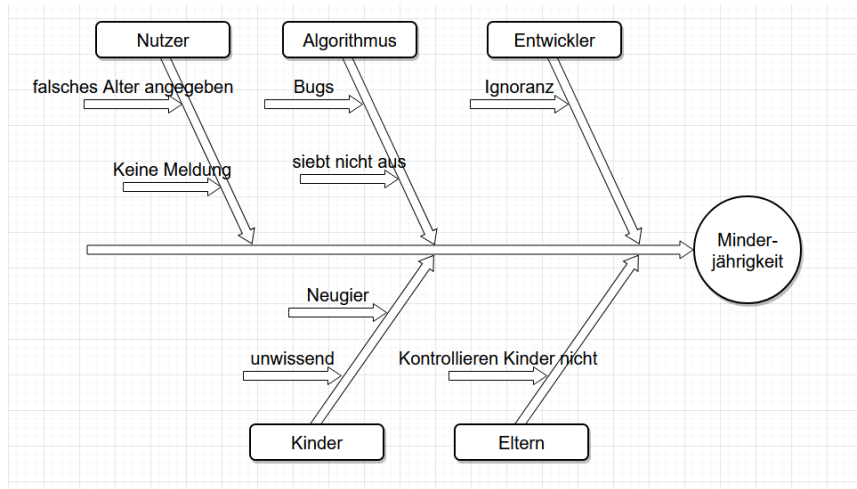 Nutzer
Algorithmus
Entwickler
falsches Alter angegeben
Bugs
Ignoranz
Keine Meldung
siebt nicht aus
Minder-
jährigkeit
Neugier
unwissend
Kontrollieren Kinder nicht
Kinder
Eltern